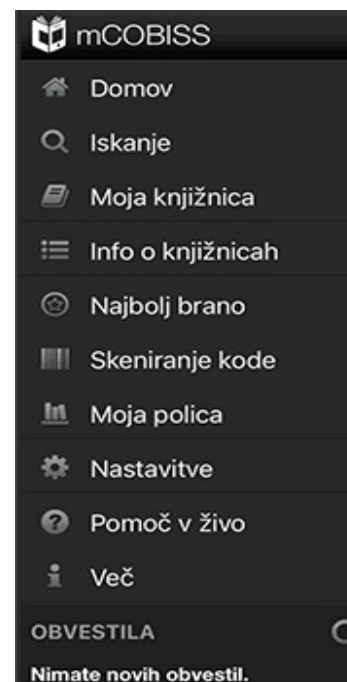 mCOBISS
Domov
Iskanje
Moja knjižnica
Info o knjižnicah
Najbolj brano
Skeniranje kode
Moja polica
Nastavitve
Pomoč v živo
Več
OBVESTILA
Nimate novih obvestil.